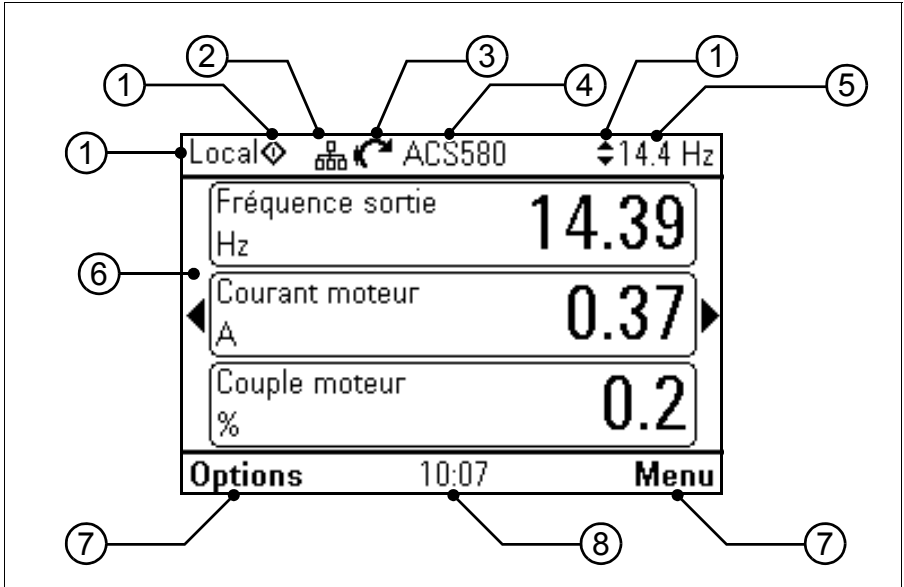 2 3 1
1 4 5
1 Local ACS580 14.4 Hz
Fréquence sortie 14.39
Hz
6
Courant moteur 0.37
A
Couple moteur 0.2
%
Options 10:07 Menu
7 8 7